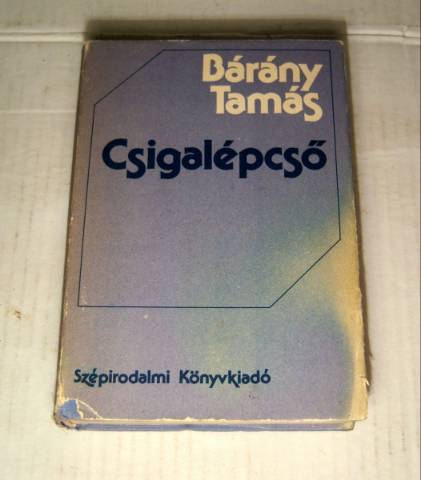 Bárány
Tamás
Csigalépcső
Szépirodalmi Könyvkiadó